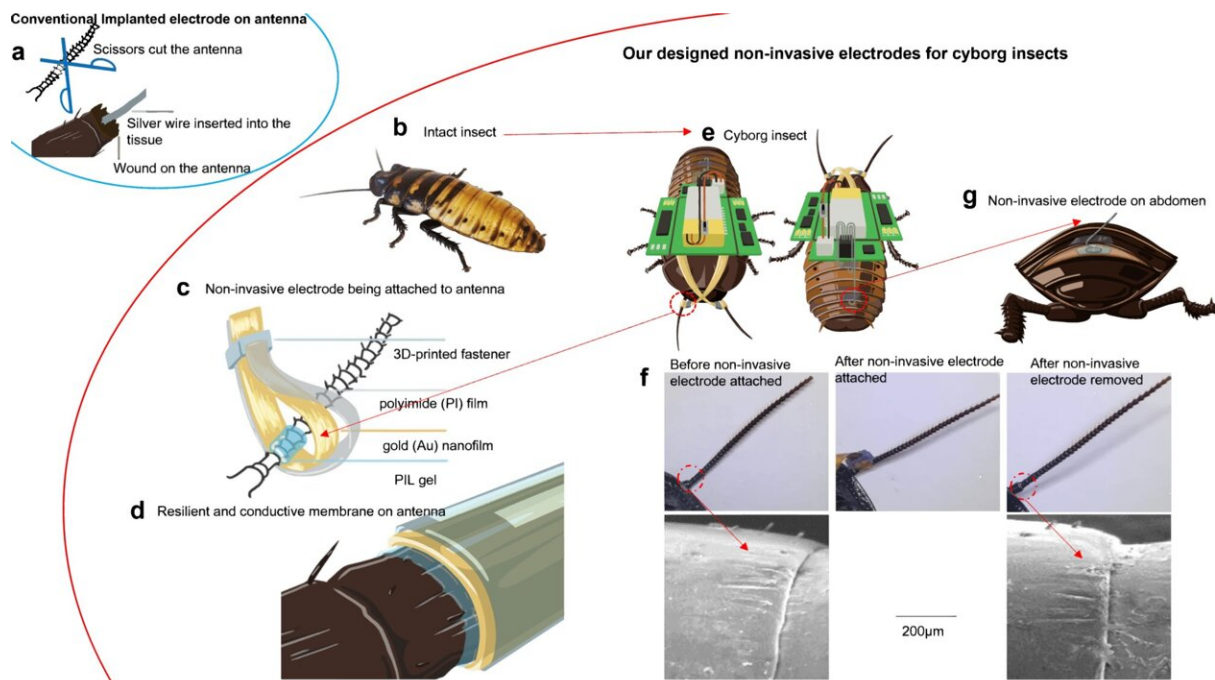 Conventional Implanted electrode on antenna
a
Scissors cut the antenna
Silver wire inserted into the
tissue
Wound on the antenna
Our designed non-invasive electrodes for cyborg insects
b
Intact insect
e
Cyborg insect
g
Non-invasive electrode on abdomen
c
Non-invasive electrode being attached to antenna
3D-printed fastener
polyimide (PI) film
gold (Au) nanofilm
PIL gel
d
Resilient and conductive membrane on antenna
f
Before non-invasive
electrode attached
After non-invasive electrode
attached
After non-invasive
electrode removed
200μm